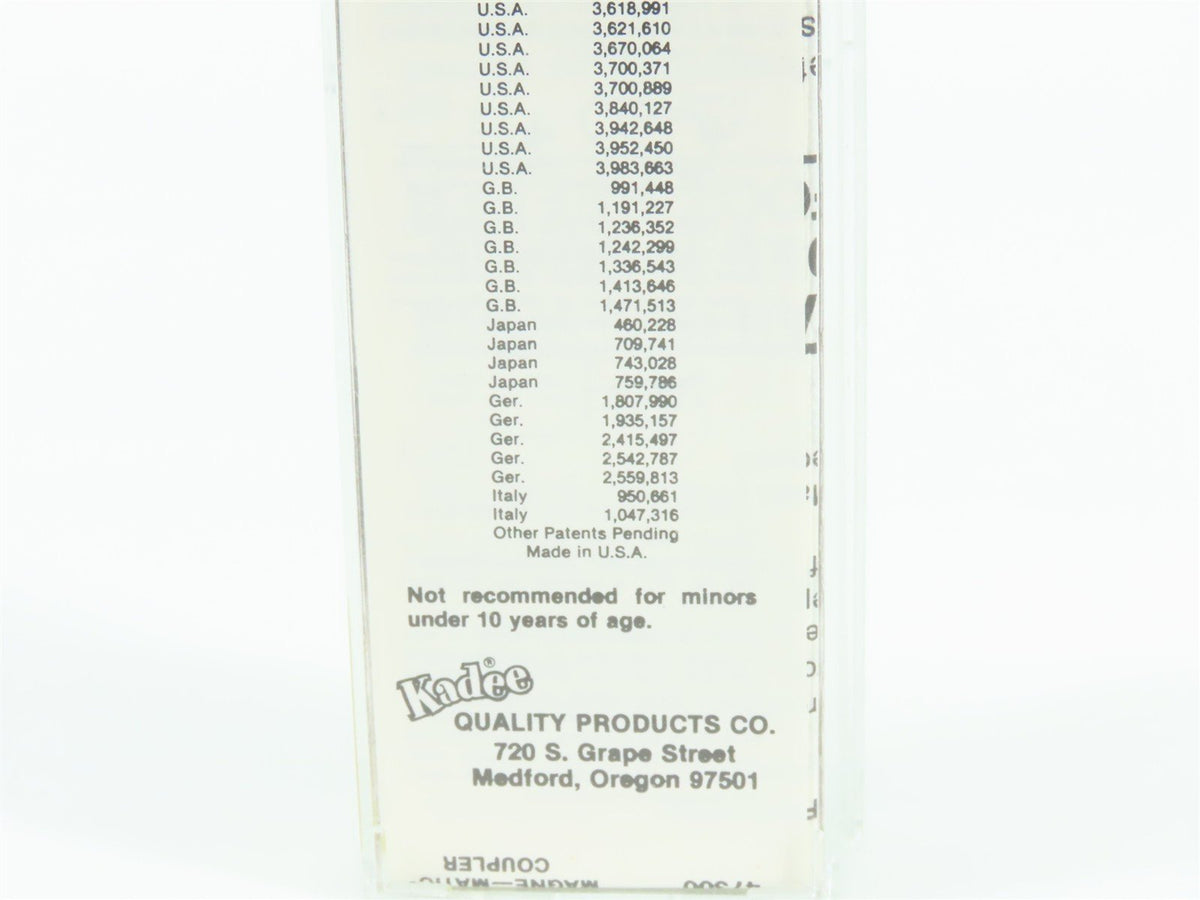 U.S.A. 3,618,991
U.S.A. 3,621,610
U.S.A. 3,670,064
U.S.A. 3,700,371
U.S.A. 3,700,889
U.S.A. 3,840,127
U.S.A. 3,942,648
U.S.A. 3,952,450
U.S.A. 3,983,663
G.B. 991,448
G.B. 1,191,227
G.B. 1,236,352
G.B. 1,242,299
G.B. 1,336,543
G.B. 1,413,646
G.B. 1,471,513
Japan 460,228
Japan 709,741
Japan 743,028
Japan 759,786
Ger. 1,807,990
Ger. 1,935,157
Ger. 2,415,497
Ger. 2,542,787
Ger. 2,559,813
Italy 950,661
Italy 1,047,316
Other Patents Pending
Made in U.S.A.
Not recommended for minors
under 10 years of age.
Kadee®
QUALITY PRODUCTS CO.
720 S. Grape Street
Medford, Oregon 97501
COUPLER